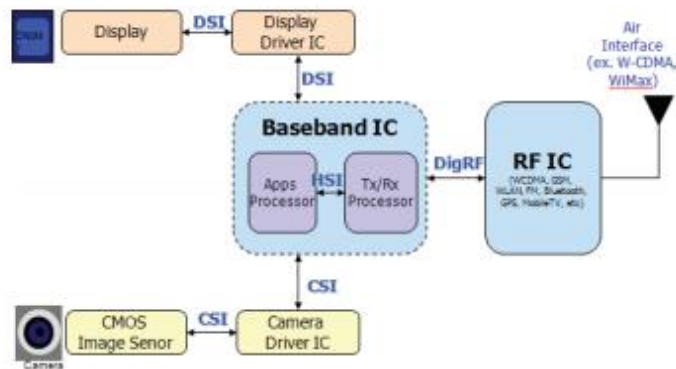 Display
DSI
Display
Driver IC
DSI
Air
Interface
(ex. W-CDMA,
WiMax)
Baseband IC
Apps
Processor
HSI
Tx/Rx
Processor
DigRF
RF IC
(WCDMA, GSM,
WLAN, FM, Bluetooth,
GPS, MobileTV, etc)
CSI
CMOS
Image Senor
CSI
Camera
Driver IC
Camera